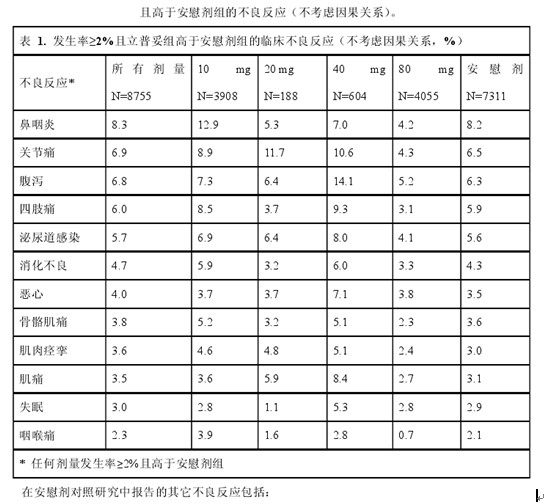 且高于安慰剂组的不良反应（不考虑因果关系）。
表 1. 发生率≥2%且立普妥组高于安慰剂组的临床不良反应（不考虑因果关系，%）
不良反应* 所有剂量 N=8755 10 mg N=3908 20 mg N=188 40 mg N=604 80 mg N=4055 安慰剂 N=7311
鼻咽炎 8.3 12.9 5.3 7.0 4.2 8.2
关节痛 6.9 8.9 11.7 10.6 4.3 6.5
腹泻 6.8 7.3 6.4 14.1 5.2 6.3
四肢痛 6.0 8.5 3.7 9.3 3.1 5.9
泌尿道感染 5.7 6.9 6.4 8.0 4.1 5.6
消化不良 4.7 5.9 3.2 6.0 3.3 4.3
恶心 4.0 3.7 3.7 7.1 3.8 3.5
骨骼肌痛 3.8 5.2 3.2 5.1 2.3 3.6
肌肉痉挛 3.6 4.6 4.8 5.1 2.4 3.0
肌痛 3.5 3.6 5.9 8.4 2.7 3.1
失眠 3.0 2.8 1.1 5.3 2.8 2.9
咽喉痛 2.3 3.9 1.6 2.8 0.7 2.1
* 任何剂量发生率≥2%且高于安慰剂组
在安慰剂对照研究中报告的其它不良反应包括：